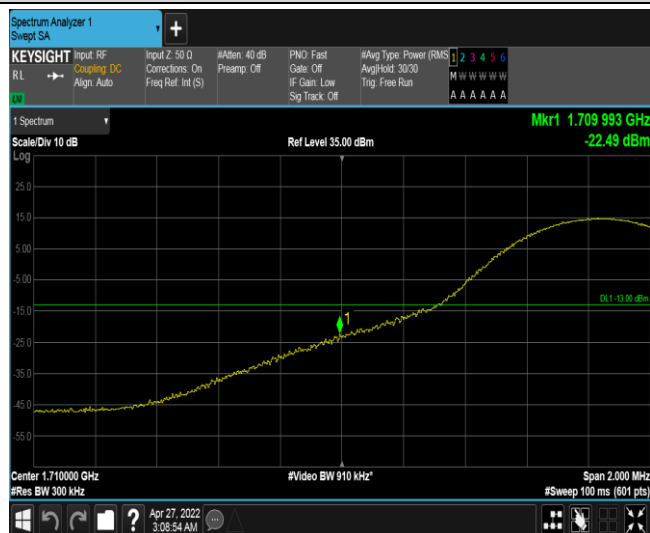 Spectrum Analyzer 1
Swept SA
KEYSIGHT
RL
LXI
Input: RF
Coupling: DC
Align: Auto
Input Z: 50 Ω
Corrections: On
Freq Ref: Int (S)
#Atten: 40 dB
Preamp: Off
PNO: Fast
Gate: Off
IF Gain: Low
Sig Track: Off
#Avg Type: Power (RMS
Avg|Hold: 30/30
Trig: Free Run
1 2 3 4 5 6
M W W W W W
A A A A A A
1 Spectrum
Scale/Div 10 dB
Ref Level 35.00 dBm
Mkr1 1.709 993 GHz
-22.49 dBm
Log
25.0
15.0
5.00
-5.00
DL1 -13.00 dBm
-15.0
1
-25.0
-35.0
-45.0
-55.0
Center 1.710000 GHz
#Video BW 910 kHz*
Span 2.000 MHz
#Res BW 300 kHz
#Sweep 100 ms (601 pts)
?
Apr 27, 2022
3:08:54 AM